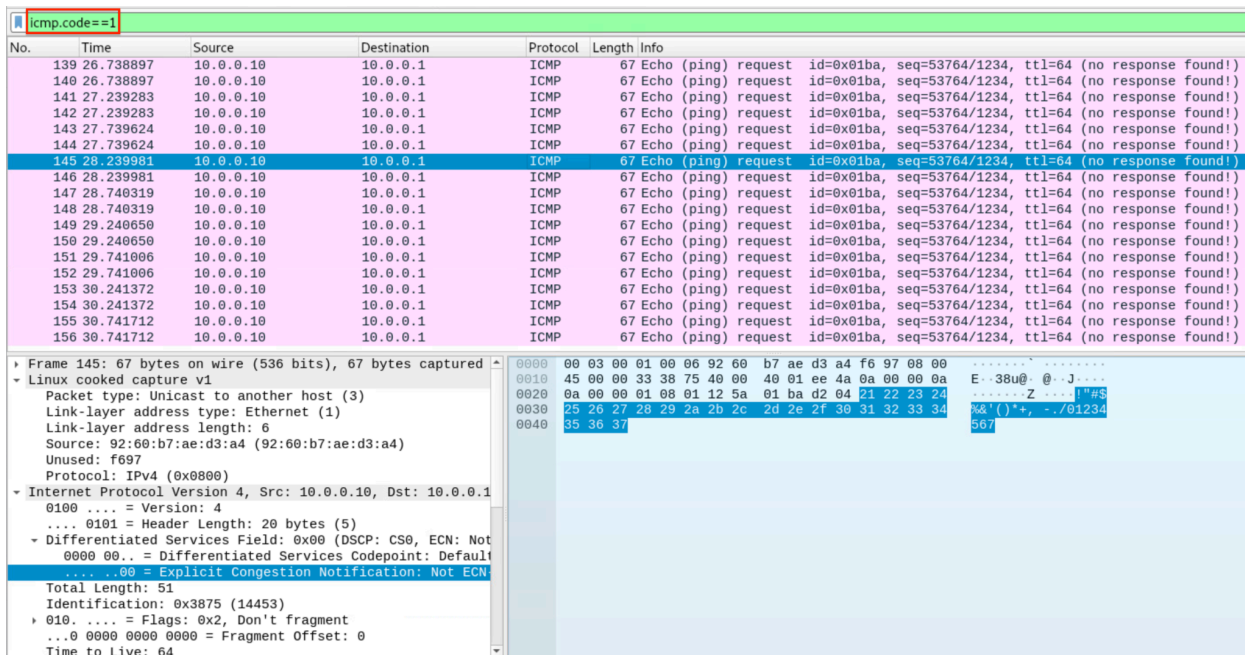 icmp.code==1
No. Time Source Destination Protocol Length Info
139 26.738897 10.0.0.10 10.0.0.1 ICMP 67 Echo (ping) request id=0x01ba, seq=53764/1234, ttl=64 (no response found!)
140 26.738897 10.0.0.10 10.0.0.1 ICMP 67 Echo (ping) request id=0x01ba, seq=53764/1234, ttl=64 (no response found!)
141 27.239283 10.0.0.10 10.0.0.1 ICMP 67 Echo (ping) request id=0x01ba, seq=53764/1234, ttl=64 (no response found!)
142 27.239283 10.0.0.10 10.0.0.1 ICMP 67 Echo (ping) request id=0x01ba, seq=53764/1234, ttl=64 (no response found!)
143 27.739624 10.0.0.10 10.0.0.1 ICMP 67 Echo (ping) request id=0x01ba, seq=53764/1234, ttl=64 (no response found!)
144 27.739624 10.0.0.10 10.0.0.1 ICMP 67 Echo (ping) request id=0x01ba, seq=53764/1234, ttl=64 (no response found!)
145 28.239981 10.0.0.10 10.0.0.1 ICMP 67 Echo (ping) request id=0x01ba, seq=53764/1234, ttl=64 (no response found!)
146 28.239981 10.0.0.10 10.0.0.1 ICMP 67 Echo (ping) request id=0x01ba, seq=53764/1234, ttl=64 (no response found!)
147 28.740319 10.0.0.10 10.0.0.1 ICMP 67 Echo (ping) request id=0x01ba, seq=53764/1234, ttl=64 (no response found!)
148 28.740319 10.0.0.10 10.0.0.1 ICMP 67 Echo (ping) request id=0x01ba, seq=53764/1234, ttl=64 (no response found!)
149 29.240650 10.0.0.10 10.0.0.1 ICMP 67 Echo (ping) request id=0x01ba, seq=53764/1234, ttl=64 (no response found!)
150 29.240650 10.0.0.10 10.0.0.1 ICMP 67 Echo (ping) request id=0x01ba, seq=53764/1234, ttl=64 (no response found!)
151 29.741006 10.0.0.10 10.0.0.1 ICMP 67 Echo (ping) request id=0x01ba, seq=53764/1234, ttl=64 (no response found!)
152 29.741006 10.0.0.10 10.0.0.1 ICMP 67 Echo (ping) request id=0x01ba, seq=53764/1234, ttl=64 (no response found!)
153 30.241372 10.0.0.10 10.0.0.1 ICMP 67 Echo (ping) request id=0x01ba, seq=53764/1234, ttl=64 (no response found!)
154 30.241372 10.0.0.10 10.0.0.1 ICMP 67 Echo (ping) request id=0x01ba, seq=53764/1234, ttl=64 (no response found!)
155 30.741712 10.0.0.10 10.0.0.1 ICMP 67 Echo (ping) request id=0x01ba, seq=53764/1234, ttl=64 (no response found!)
156 30.741712 10.0.0.10 10.0.0.1 ICMP 67 Echo (ping) request id=0x01ba, seq=53764/1234, ttl=64 (no response found!)
Frame 145: 67 bytes on wire (536 bits), 67 bytes captured
Linux cooked capture v1
Packet type: Unicast to another host (3)
Link-layer address type: Ethernet (1)
Link-layer address length: 6
Source: 92:60:b7:ae:d3:a4 (92:60:b7:ae:d3:a4)
Unused: f697
Protocol: IPv4 (0x0800)
Internet Protocol Version 4, Src: 10.0.0.10, Dst: 10.0.0.1
0100 .... = Version: 4
.... 0101 = Header Length: 20 bytes (5)
Differentiated Services Field: 0x00 (DSCP: CS0, ECN: Not
0000 00.. = Differentiated Services Codepoint: Default
.... ..00 = Explicit Congestion Notification: Not ECN-
Total Length: 51
Identification: 0x3875 (14453)
010. .... = Flags: 0x2, Don't fragment
...0 0000 0000 0000 = Fragment Offset: 0
Time to Live: 64
0000 00 03 00 01 00 06 92 60 b7 ae d3 a4 f6 97 08 00 .......` ........
0010 45 00 00 33 38 75 40 00 40 01 ee 4a 0a 00 00 0a E··38u@· @··J····
0020 0a 00 00 01 08 01 12 5a 01 ba d2 04 21 22 23 24 ·······Z ····!"#$
0030 25 26 27 28 29 2a 2b 2c 2d 2e 2f 30 31 32 33 34 %&'()*+, -./01234
0040 35 36 37 567